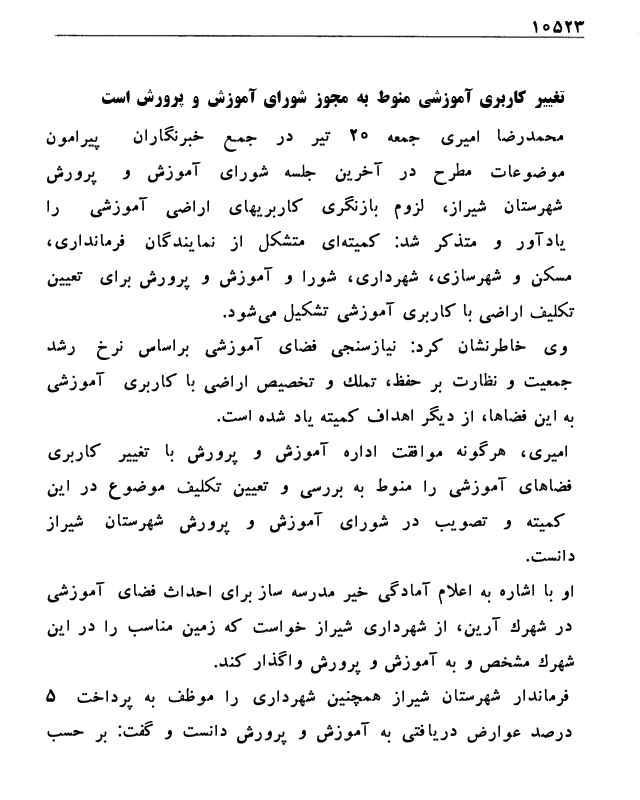 ۱۰۵۲۳
تغییر کاربری آموزشی منوط به مجوز شورای آموزش و پرورش است
محمدرضا امیری جمعه ۲۰ تیر در جمع خبرنگاران پیرامون
موضوعات مطرح در آخرین جلسه شورای آموزش و پرورش
شهرستان شیراز، لزوم بازنگری کاربریهای اراضی آموزشی را
یادآور و متذکر شد: کمیته‌ای متشکل از نمایندگان فرمانداری،
مسکن و شهرسازی، شهرداری، شورا و آموزش و پرورش برای تعیین
تکلیف اراضی با کاربری آموزشی تشکیل می‌شود.
وی خاطرنشان کرد: نیازسنجی فضای آموزشی براساس نرخ رشد
جمعیت و نظارت بر حفظ، تملك و تخصیص اراضی با کاربری آموزشی
به این فضاها، از دیگر اهداف کمیته یاد شده است.
امیری، هرگونه موافقت اداره آموزش و پرورش با تغییر کاربری
فضاهای آموزشی را منوط به بررسی و تعیین تکلیف موضوع در این
کمیته و تصویب در شورای آموزش و پرورش شهرستان شیراز
دانست.
او با اشاره به اعلام آمادگی خیر مدرسه ساز برای احداث فضای آموزشی
در شهرك آرین، از شهرداری شیراز خواست که زمین مناسب را در این
شهرك مشخص و به آموزش و پرورش واگذار کند.
فرماندار شهرستان شیراز همچنین شهرداری را موظف به پرداخت ۵
درصد عوارض دریافتی به آموزش و پرورش دانست و گفت: بر حسب